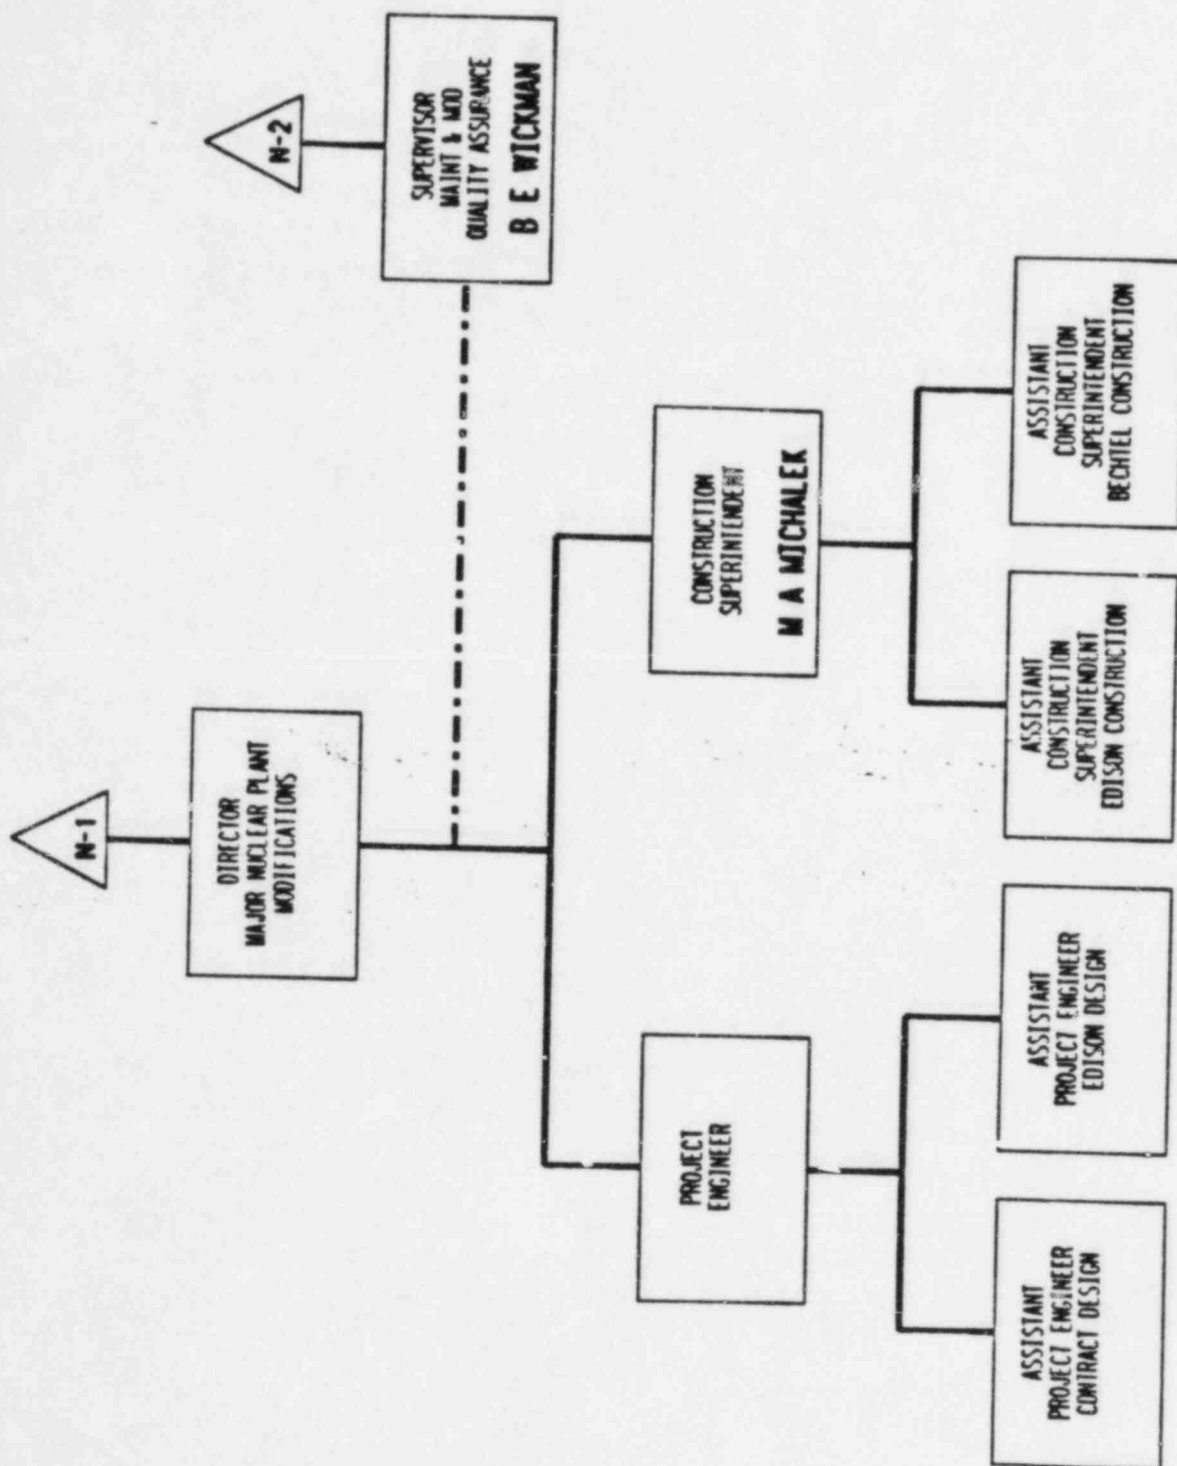 N-1
DIRECTOR
MAJOR NUCLEAR PLANT
MODIFICATIONS
N-2
SUPERVISOR
MAINT & MOD
QUALITY ASSURANCE
B E WICKMAN
PROJECT
ENGINEER
CONSTRUCTION
SUPERINTENDENT
M A MICHALEK
ASSISTANT
PROJECT ENGINEER
CONTRACT DESIGN
ASSISTANT
PROJECT ENGINEER
EDISON DESIGN
ASSISTANT
CONSTRUCTION
SUPERINTENDENT
EDISON CONSTRUCTION
ASSISTANT
CONSTRUCTION
SUPERINTENDENT
BECHTEL CONSTRUCTION